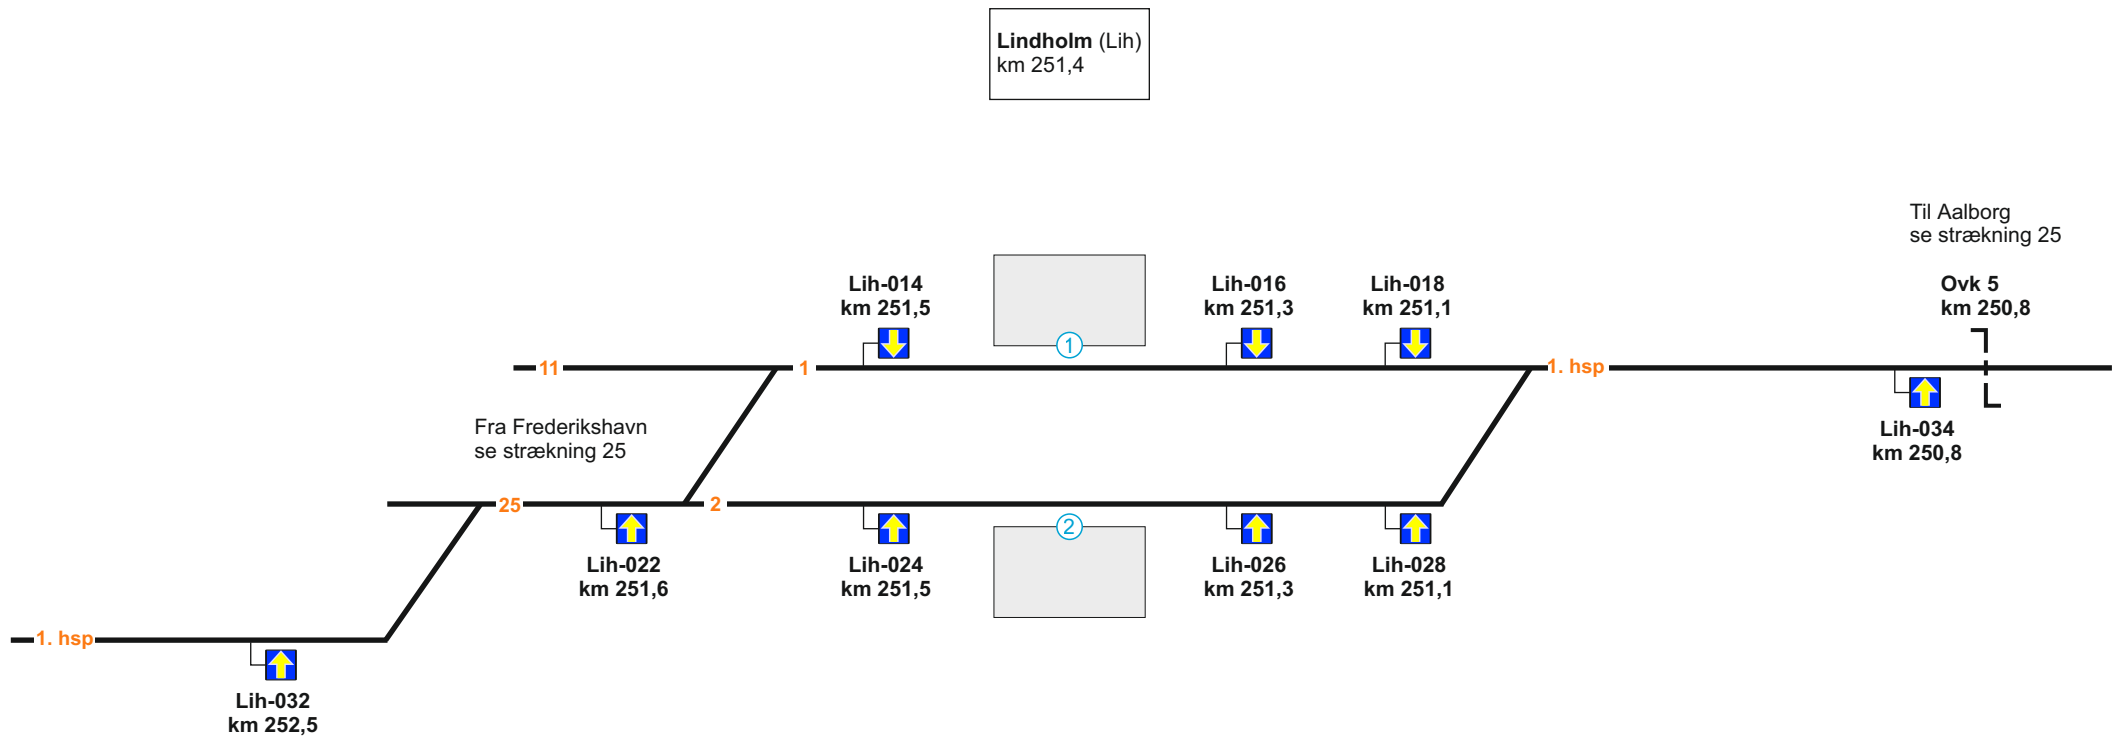 Lindholm (Lih)
km 251,4
Til Aalborg
se strækning 25
Lih-014
km 251,5
Lih-016
km 251,3
Lih-018
km 251,1
Ovk 5
km 250,8
1
11
1
1. hsp
Lih-034
km 250,8
Fra Frederikshavn
se strækning 25
25
2
2
Lih-022
km 251,6
Lih-024
km 251,5
Lih-026
km 251,3
Lih-028
km 251,1
1. hsp
Lih-032
km 252,5